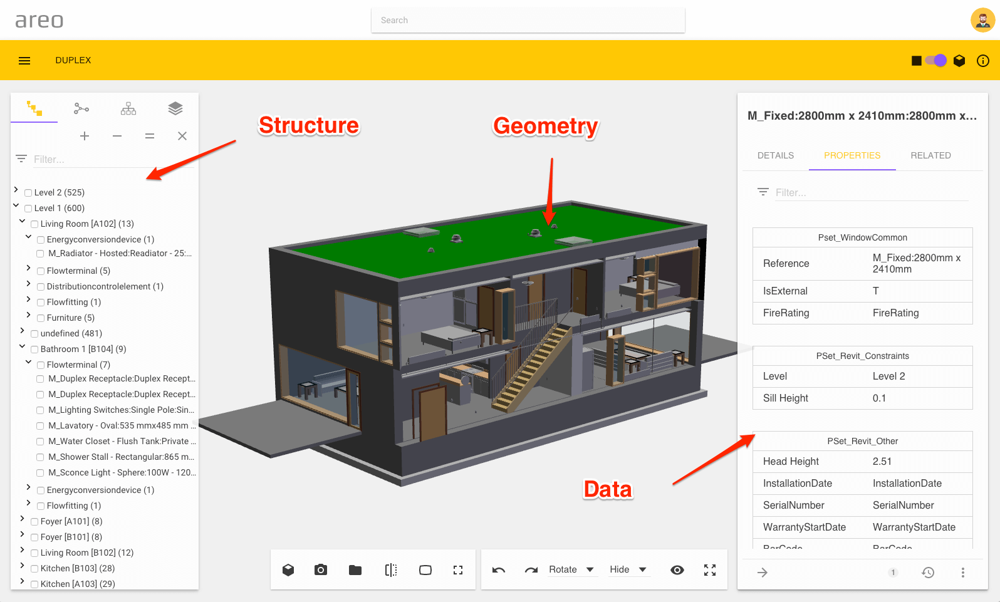 areo
Search
DUPLEX
Structure
Geometry
Data
Filter...
Level 2 (525)
Level 1 (600)
Living Room [A102] (13)
Energyconversiondevice (1)
M_Radiator - Hosted:Readiator - 25:...
Flowterminal (5)
Distributioncontrolelement (1)
Flowfitting (1)
Furniture (5)
undefined (481)
Bathroom 1 [B104] (9)
Flowterminal (7)
M_Duplex Receptacle:Duplex Recept...
M_Duplex Receptacle:Duplex Recept...
M_Lighting Switches:Single Pole:Sin...
M_Lavatory - Oval:535 mmx485 mm ...
M_Water Closet - Flush Tank:Private ...
M_Shower Stall - Rectangular:865 m...
M_Sconce Light - Sphere:100W - 120...
Energyconversiondevice (1)
Flowfitting (1)
Foyer [A101] (8)
Foyer [B101] (8)
Living Room [B102] (12)
Kitchen [B103] (28)
Kitchen [A103] (29)
Rotate
Hide
M_Fixed:2800mm x 2410mm:2800mm x...
DETAILS PROPERTIES RELATED
Filter...
Pset_WindowCommon
Reference M_Fixed:2800mm x
2410mm
IsExternal T
FireRating FireRating
PSet_Revit_Constraints
Level Level 2
Sill Height 0.1
PSet_Revit_Other
Head Height 2.51
InstallationDate InstallationDate
SerialNumber SerialNumber
WarrantyStartDate WarrantyStartDate
BarCode BarCode
1